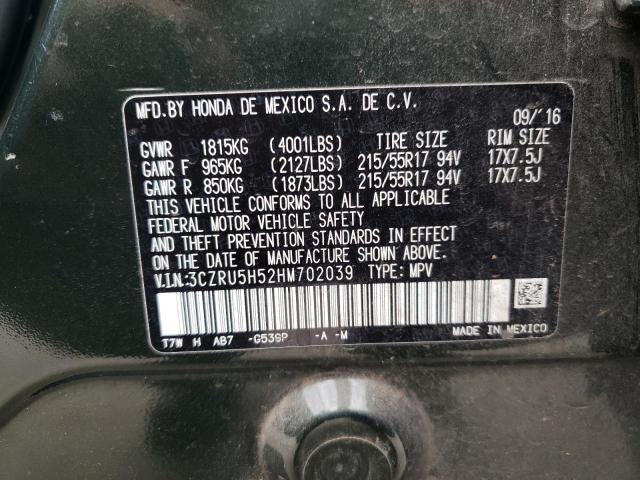 MFD.BY HONDA DE MEXICO S.A. DE C.V.
09/'16
GVWR 1815KG (4001LBS) TIRE SIZE RIM SIZE
GAWR F 965KG (2127LBS) 215/55R17 94V 17X7.5J
GAWR R 850KG (1873LBS) 215/55R17 94V 17X7.5J
THIS VEHICLE CONFORMS TO ALL APPLICABLE
FEDERAL MOTOR VEHICLE SAFETY
AND THEFT PREVENTION STANDARDS IN EFFECT
ON THE DATE OF MANUFACTURE SHOWN ABOVE.
V.I.N:3CZRU5H52HM702039 TYPE: MPV
T7W H AB7 -G539P -A -M
MADE IN MEXICO